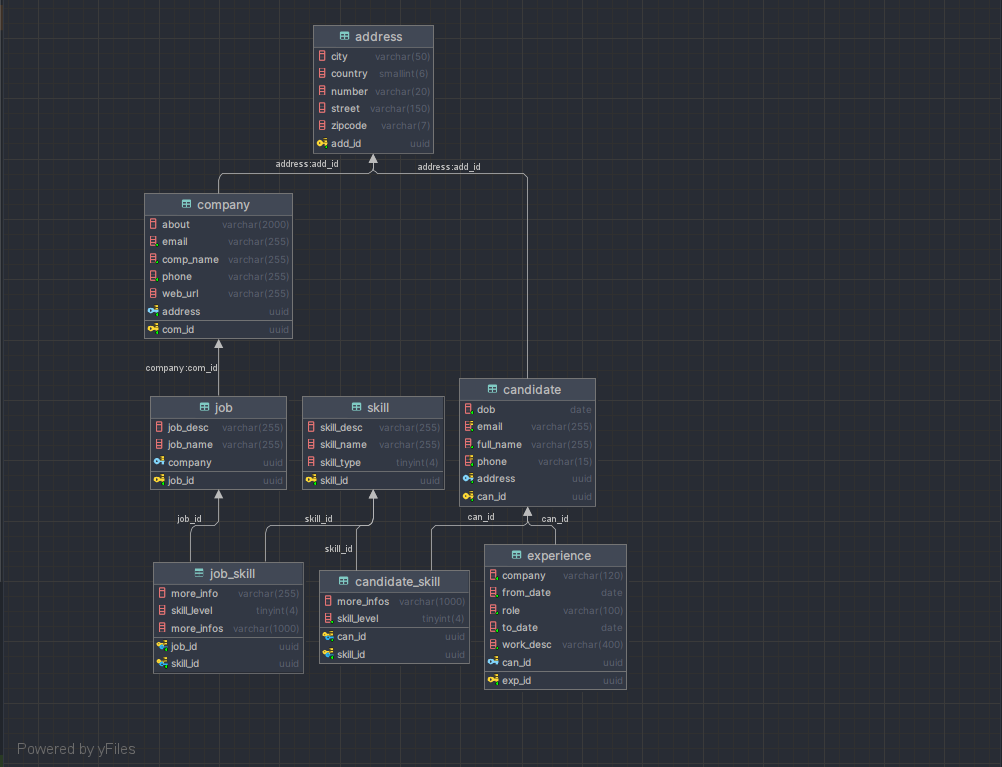 address
city varchar(50)
country smallint(6)
number varchar(20)
street varchar(150)
zipcode varchar(7)
add_id uuid
address:add_id
address:add_id
company
about varchar(2000)
email varchar(255)
comp_name varchar(255)
phone varchar(255)
web_url varchar(255)
address uuid
com_id uuid
company:com_id
job
job_desc varchar(255)
job_name varchar(255)
company uuid
job_id uuid
skill
skill_desc varchar(255)
skill_name varchar(255)
skill_type tinyint(4)
skill_id uuid
candidate
dob date
email varchar(255)
full_name varchar(255)
phone varchar(15)
address uuid
can_id uuid
job_id
skill_id
skill_id
can_id
can_id
job_skill
more_info varchar(255)
skill_level tinyint(4)
more_infos varchar(1000)
job_id uuid
skill_id uuid
candidate_skill
more_infos varchar(1000)
skill_level tinyint(4)
can_id uuid
skill_id uuid
experience
company varchar(120)
from_date date
role varchar(100)
to_date date
work_desc varchar(400)
can_id uuid
exp_id uuid
Powered by yFiles